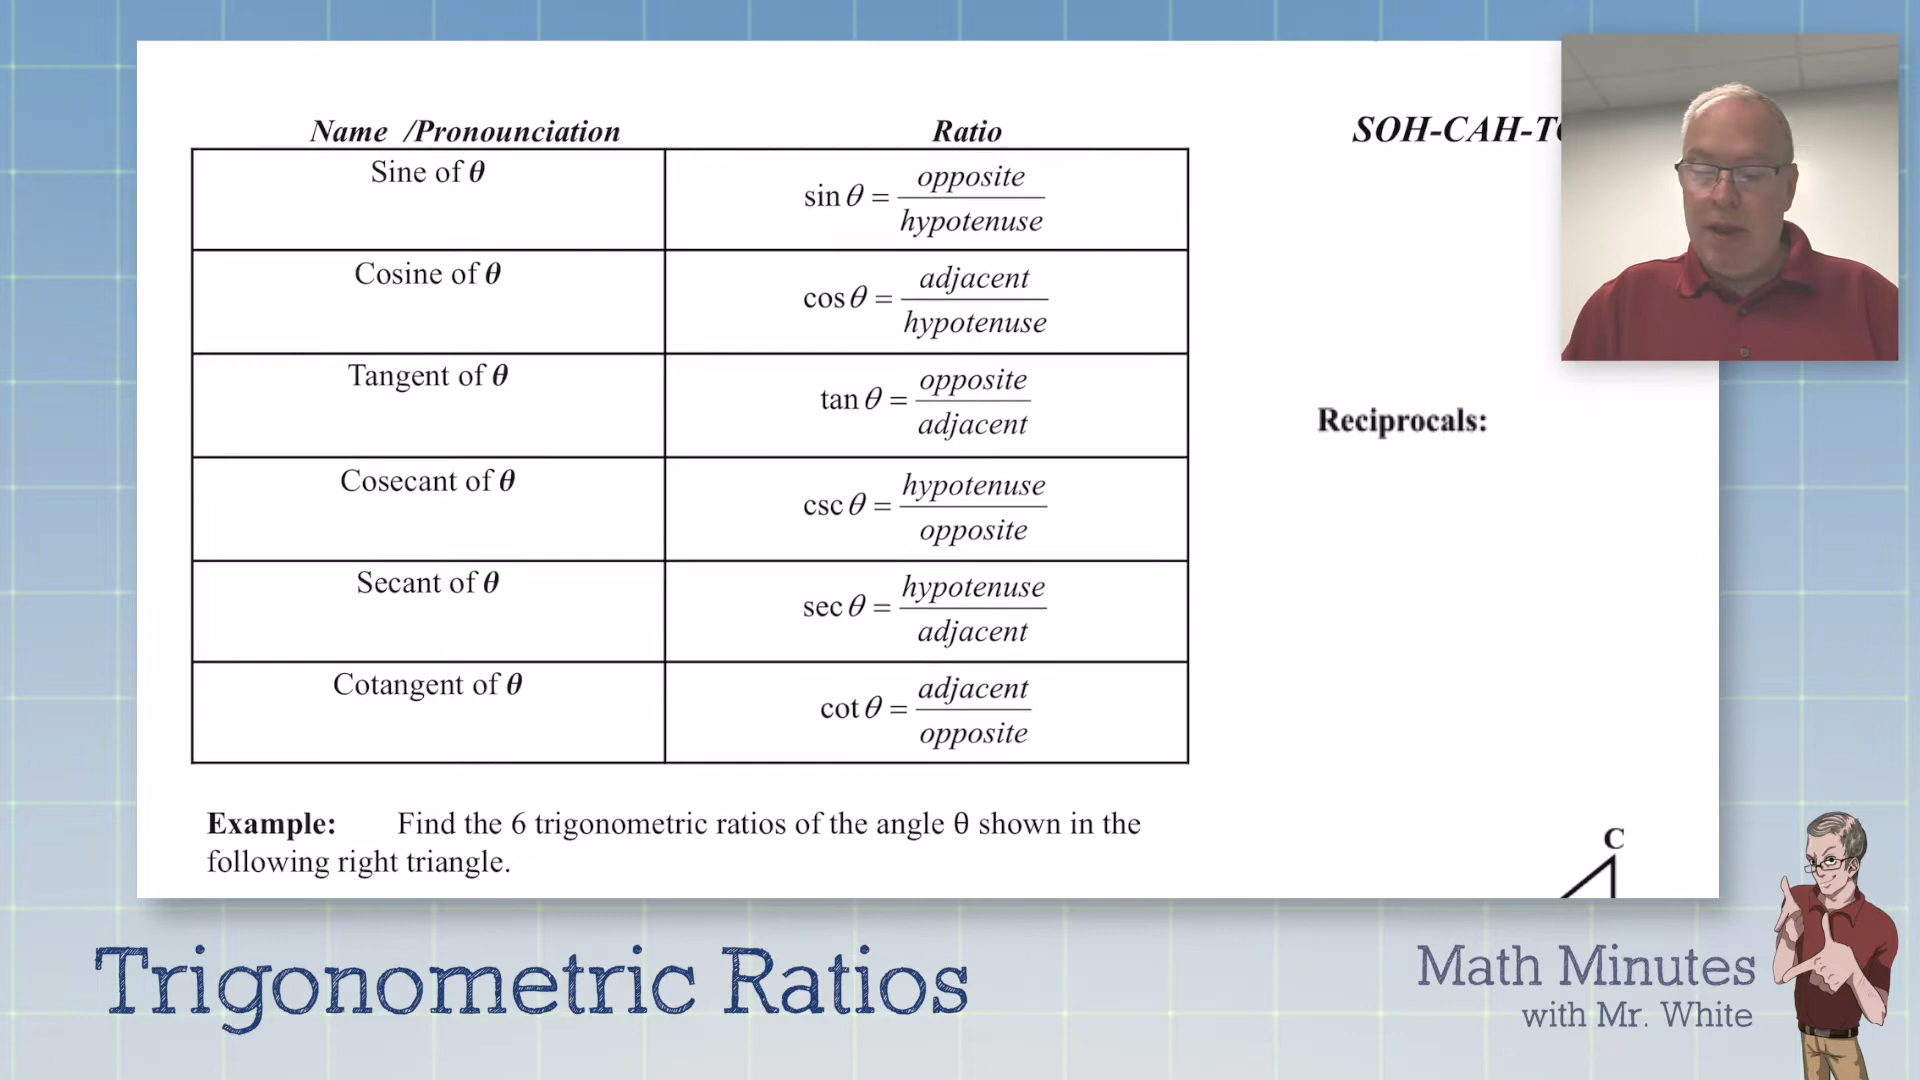 Name /Pronounciation Ratio SOH-CAH-TO
Sine of θ sin θ = opposite / hypotenuse
Cosine of θ cos θ = adjacent / hypotenuse
Tangent of θ tan θ = opposite / adjacent
Reciprocals:
Cosecant of θ csc θ = hypotenuse / opposite
Secant of θ sec θ = hypotenuse / adjacent
Cotangent of θ cot θ = adjacent / opposite
Example: Find the 6 trigonometric ratios of the angle θ shown in the
following right triangle.
C
Trigonometric Ratios
Math Minutes
with Mr. White